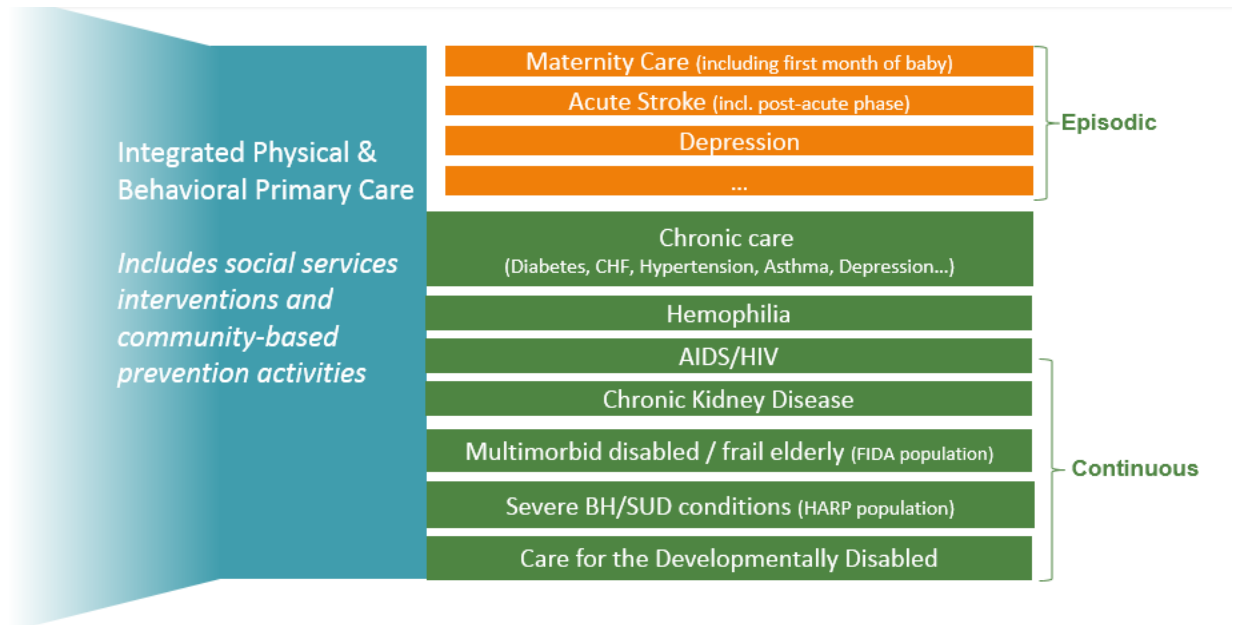 Integrated Physical &
Behavioral Primary Care
Includes social services
interventions and
community-based
prevention activities
Maternity Care (including first month of baby)
Acute Stroke (incl. post-acute phase)
Depression
...
Episodic
Chronic care
(Diabetes, CHF, Hypertension, Asthma, Depression...)
Hemophilia
AIDS/HIV
Chronic Kidney Disease
Multimorbid disabled / frail elderly (FIDA population)
Severe BH/SUD conditions (HARP population)
Care for the Developmentally Disabled
Continuous